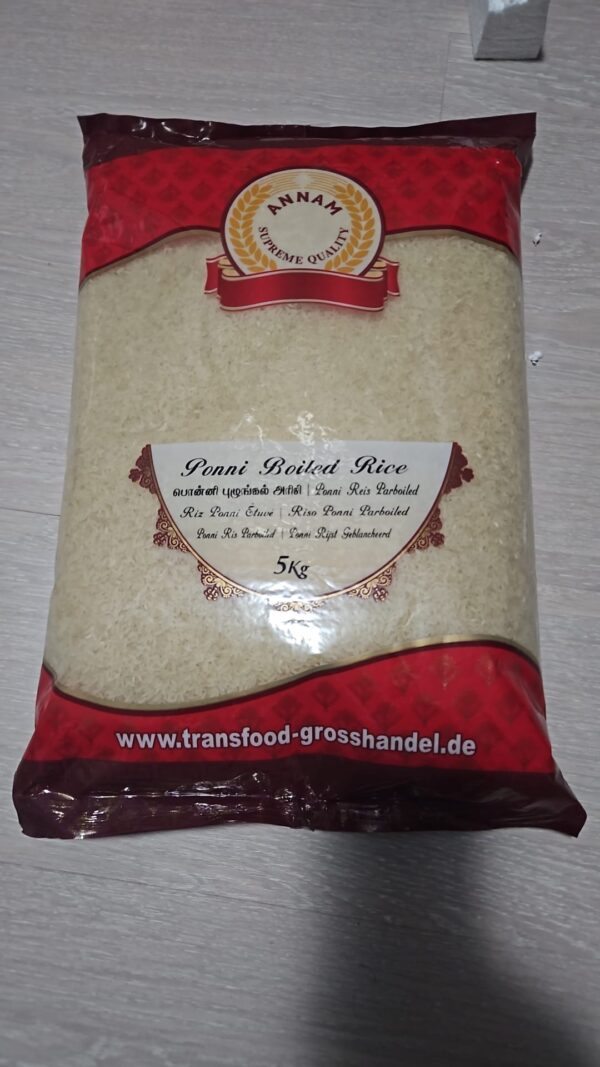 ANNAM
SUPREME QUALITY
Ponni Boiled Rice
பொன்னி புழுங்கல் அரிசி | Ponni Reis Parboiled
Riz Ponni Étuvé | Riso Ponni Parboiled
Ponni Ris Parboiled | Ponni Rijst Geblancheerd
5Kg
www.transfood-grosshandel.de